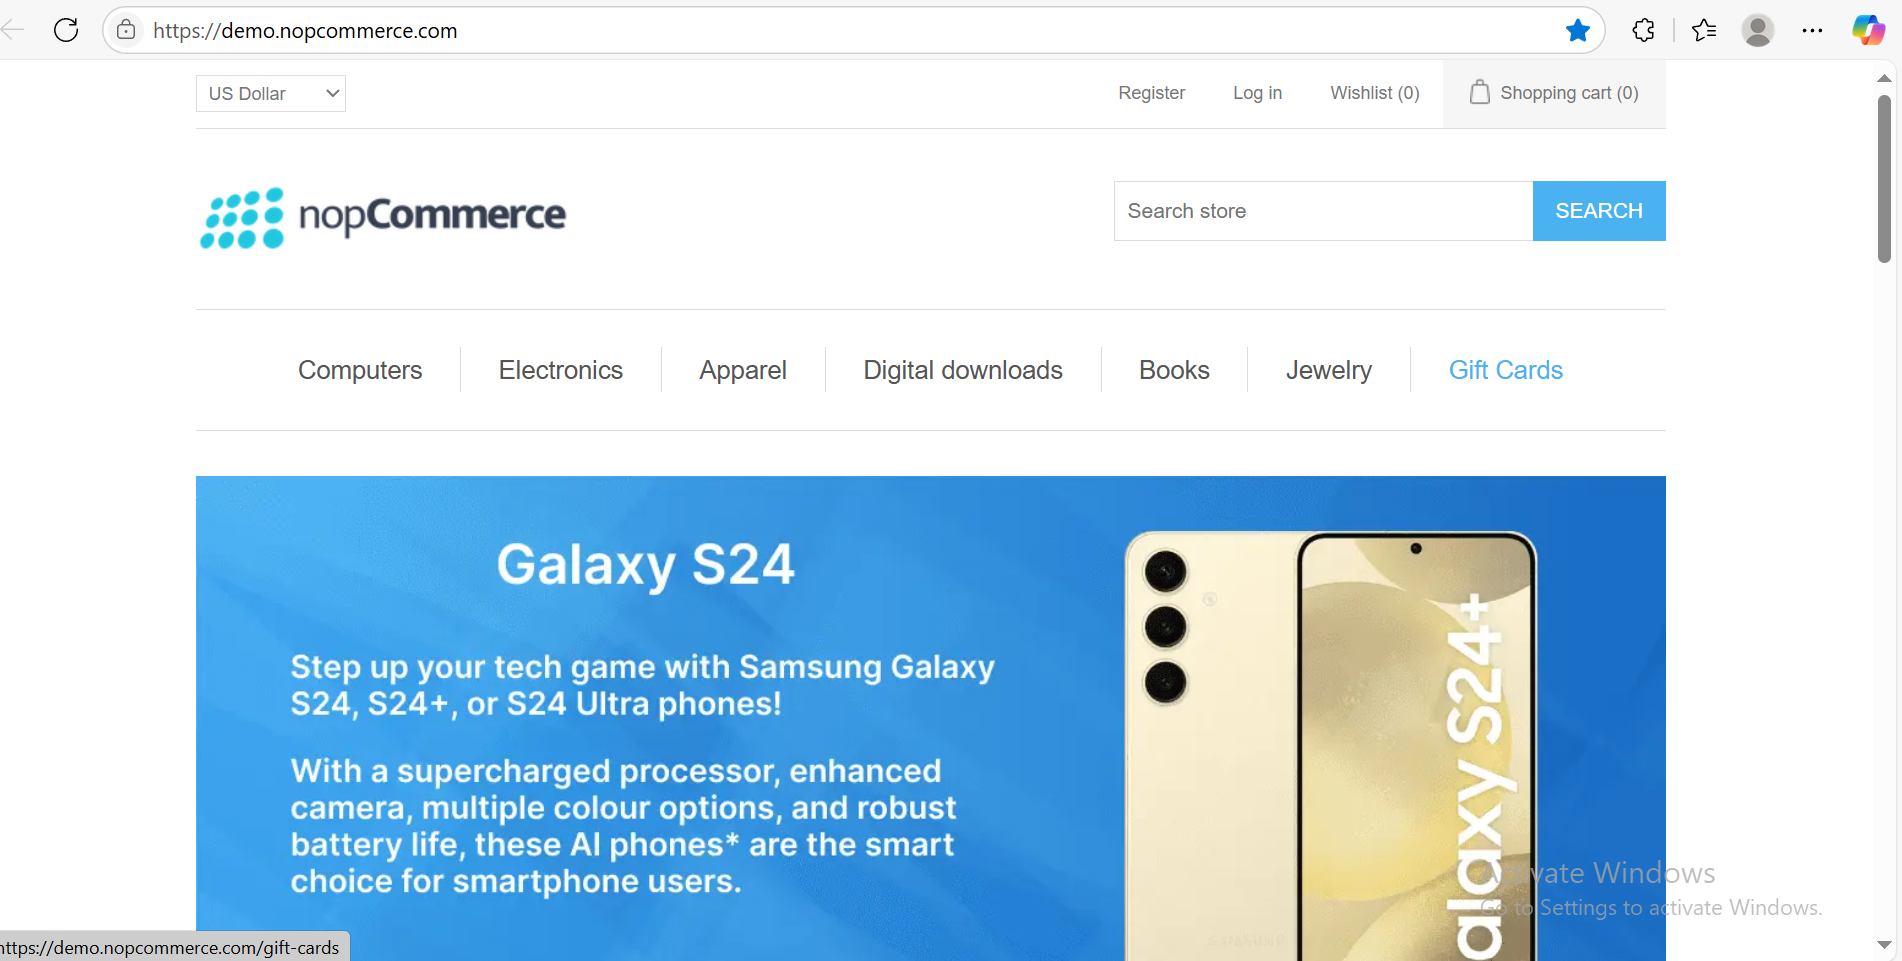 https://demo.nopcommerce.com
US Dollar
Register Log in Wishlist (0) Shopping cart (0)
nopCommerce
Search store SEARCH
Computers Electronics Apparel Digital downloads Books Jewelry Gift Cards
Galaxy S24
Step up your tech game with Samsung Galaxy
S24, S24+, or S24 Ultra phones!
With a supercharged processor, enhanced
camera, multiple colour options, and robust
battery life, these AI phones* are the smart
choice for smartphone users.
alaxy S24+
Activate Windows
Go to Settings to activate Windows.
https://demo.nopcommerce.com/gift-cards